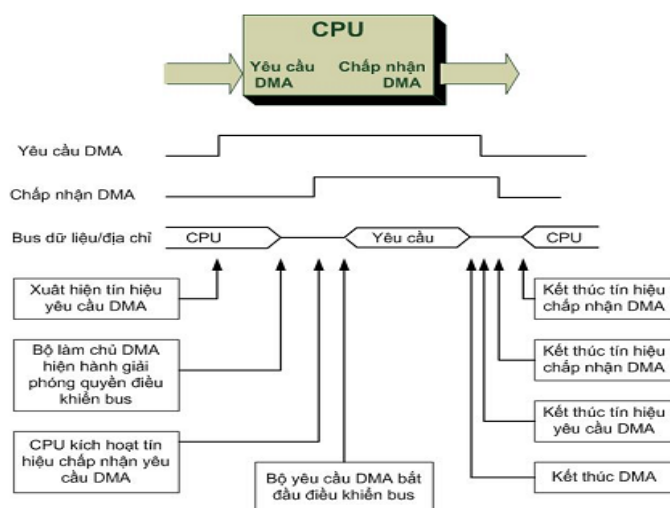 CPU
Yêu cầu
DMA
Chấp nhận
DMA
Yêu cầu DMA
Chấp nhận DMA
Bus dữ liệu/địa chỉ
CPU
Yêu cầu
CPU
Xuât hiện tín hiệu
yêu cầu DMA
Bộ làm chủ DMA
hiện hành giải
phóng quyền điều
khiển bus
CPU kích hoạt tín
hiệu chấp nhận yêu
cầu DMA
Bộ yêu cầu DMA bắt
đầu điều khiển bus
Kết thúc tín hiệu
chấp nhận DMA
Kết thúc tín hiệu
chấp nhận DMA
Kết thúc tín hiệu
yêu cầu DMA
Kết thúc DMA